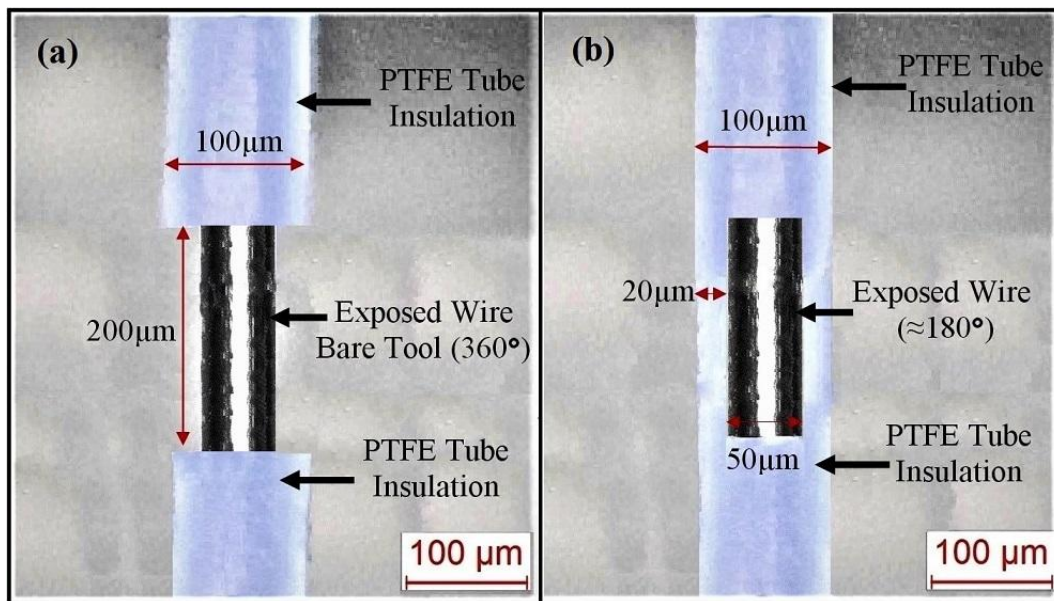 (a)
PTFE Tube
Insulation
100μm
200μm
Exposed Wire
Bare Tool (360°)
PTFE Tube
Insulation
100 μm
(b)
PTFE Tube
Insulation
100μm
20μm
Exposed Wire
(≈180°)
50μm
PTFE Tube
Insulation
100 μm